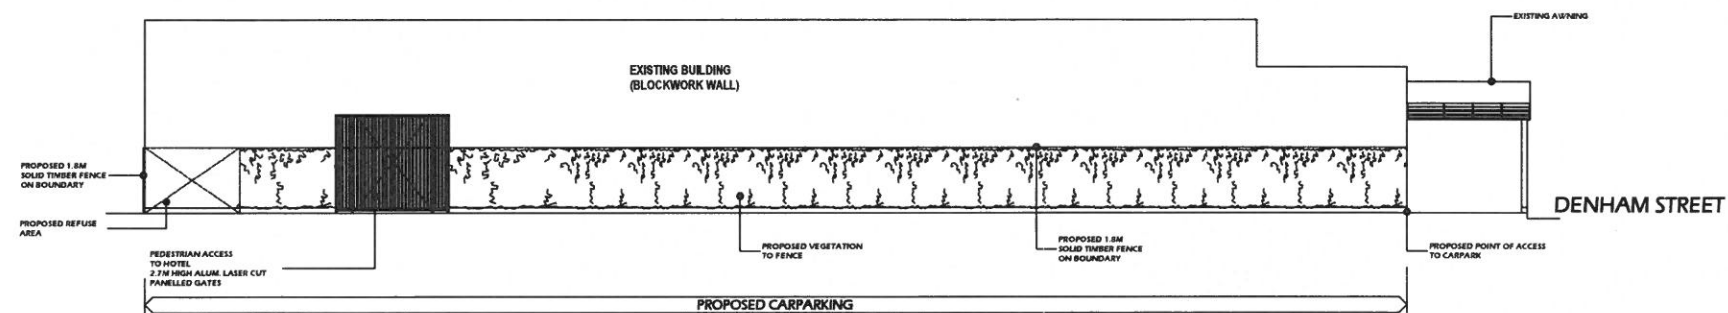 EXISTING AWNING
EXISTING BUILDING
(BLOCKWORK WALL)
PROPOSED 1.8M
SOLID TIMBER FENCE
ON BOUNDARY
DENHAM STREET
PROPOSED REFUSE
AREA
PEDESTRIAN ACCESS
TO HOTEL
2.7M HIGH ALUM. LASER CUT
PANELLED GATES
PROPOSED VEGETATION
TO FENCE
PROPOSED 1.8M
SOLID TIMBER FENCE
ON BOUNDARY
PROPOSED POINT OF ACCESS
TO CARPARK
PROPOSED CARPARKING